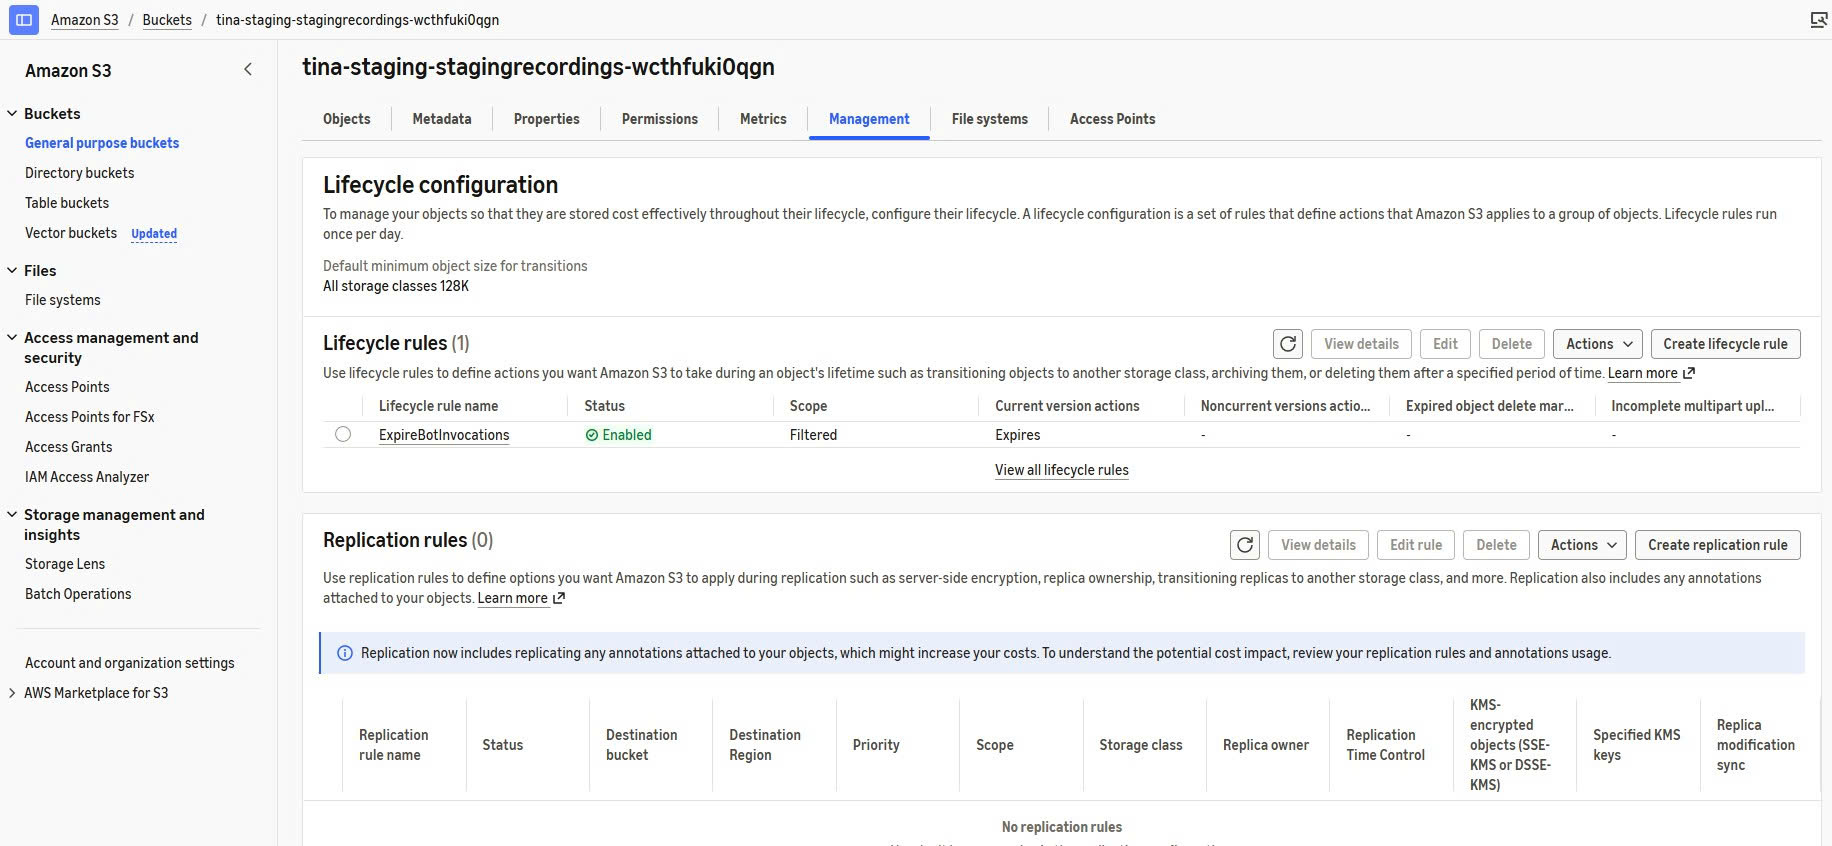 Amazon S3 / Buckets / tina-staging-stagingrecordings-wcthfuki0qgn
Amazon S3
Buckets
General purpose buckets
Directory buckets
Table buckets
Vector buckets Updated
Files
File systems
Access management and
security
Access Points
Access Points for FSx
Access Grants
IAM Access Analyzer
Storage management and
insights
Storage Lens
Batch Operations
Account and organization settings
AWS Marketplace for S3
tina-staging-stagingrecordings-wcthfuki0qgn
Objects Metadata Properties Permissions Metrics Management File systems Access Points
Lifecycle configuration
To manage your objects so that they are stored cost effectively throughout their lifecycle, configure their lifecycle. A lifecycle configuration is a set of rules that define actions that Amazon S3 applies to a group of objects. Lifecycle rules run
once per day.
Default minimum object size for transitions
All storage classes 128K
Lifecycle rules (1) View details Edit Delete Actions Create lifecycle rule
Use lifecycle rules to define actions you want Amazon S3 to take during an object's lifetime such as transitioning objects to another storage class, archiving them, or deleting them after a specified period of time. Learn more
Lifecycle rule name Status Scope Current version actions Noncurrent versions actio... Expired object delete mar... Incomplete multipart upl...
ExpireBotInvocations Enabled Filtered Expires - - -
View all lifecycle rules
Replication rules (0) View details Edit rule Delete Actions Create replication rule
Use replication rules to define options you want Amazon S3 to apply during replication such as server-side encryption, replica ownership, transitioning replicas to another storage class, and more. Replication also includes any annotations
attached to your objects. Learn more
Replication now includes replicating any annotations attached to your objects, which might increase your costs. To understand the potential cost impact, review your replication rules and annotations usage.
Replication
rule name
Status
Destination
bucket
Destination
Region
Priority
Scope
Storage class
Replica owner
Replication
Time Control
KMS-
encrypted
objects (SSE-
KMS or DSSE-
KMS)
Specified KMS
keys
Replica
modification
sync
No replication rules